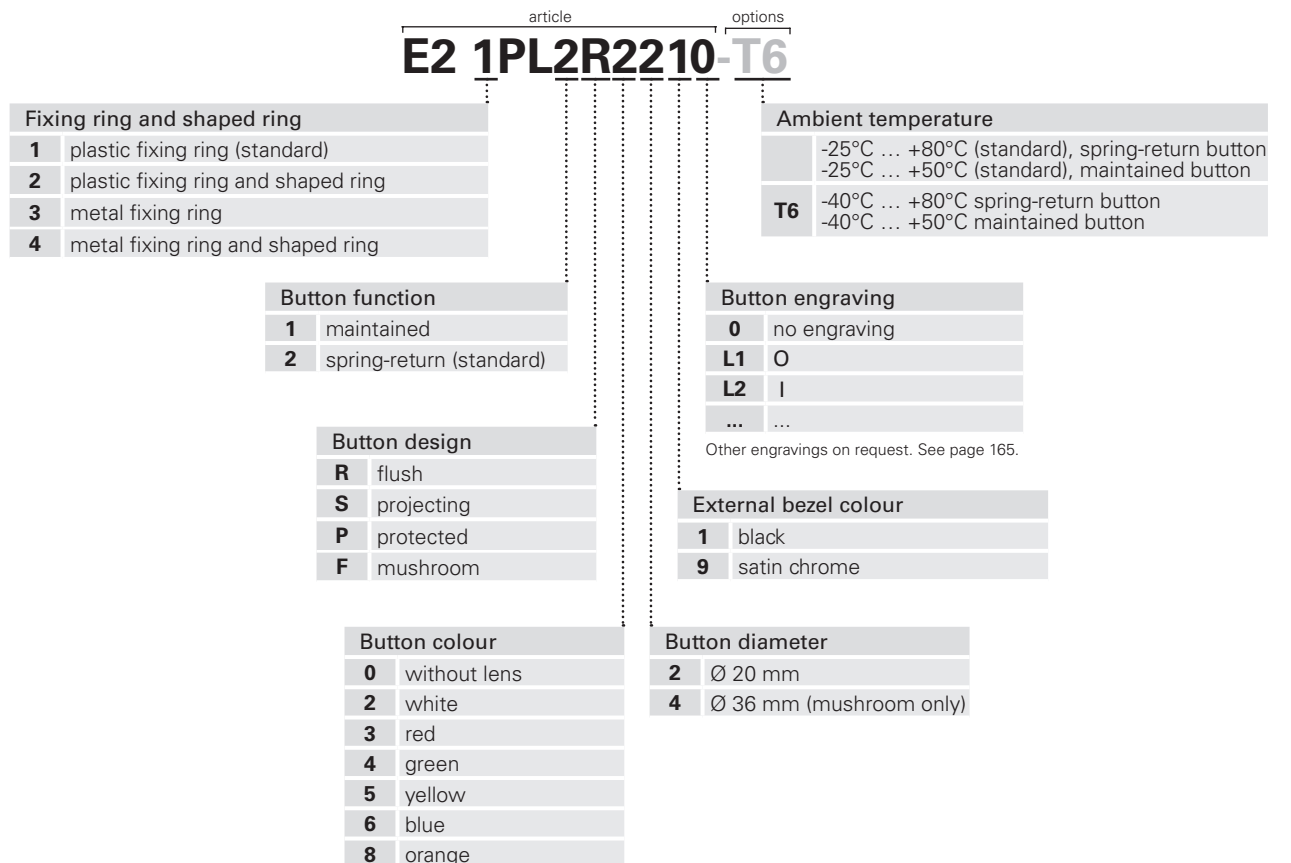 article
options
E2 1PL2R2210-T6
Fixing ring and shaped ring
1 plastic fixing ring (standard)
2 plastic fixing ring and shaped ring
3 metal fixing ring
4 metal fixing ring and shaped ring
Ambient temperature
-25°C … +80°C (standard), spring-return button
-25°C … +50°C (standard), maintained button
T6 -40°C … +80°C spring-return button
-40°C … +50°C maintained button
Button function
1 maintained
2 spring-return (standard)
Button engraving
0 no engraving
L1 O
L2 I
... ...
Other engravings on request. See page 165.
Button design
R flush
S projecting
P protected
F mushroom
External bezel colour
1 black
9 satin chrome
Button colour
0 without lens
2 white
3 red
4 green
5 yellow
6 blue
8 orange
Button diameter
2 Ø 20 mm
4 Ø 36 mm (mushroom only)